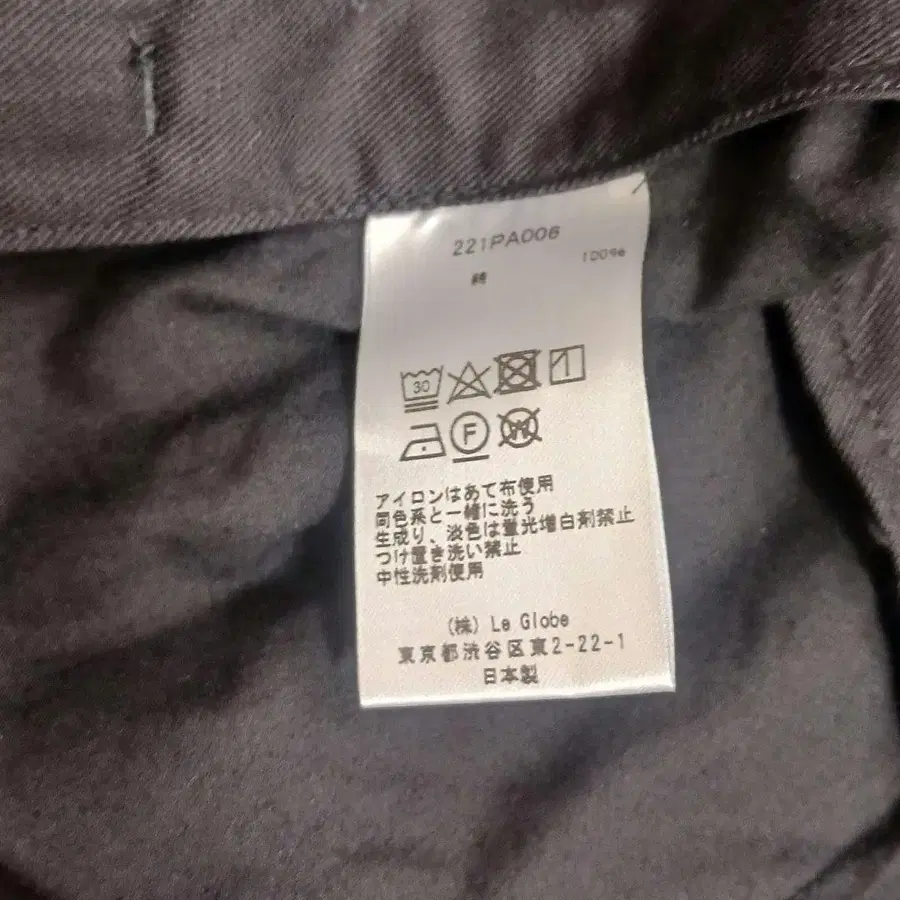 221PA006
綿 100%
30
F
W
アイロンはあて布使用
同色系と一緒に洗う
生成り、淡色は蛍光増白剤禁止
つけ置き洗い禁止
中性洗剤使用
(株) Le Globe
東京都渋谷区東2-22-1
日本製